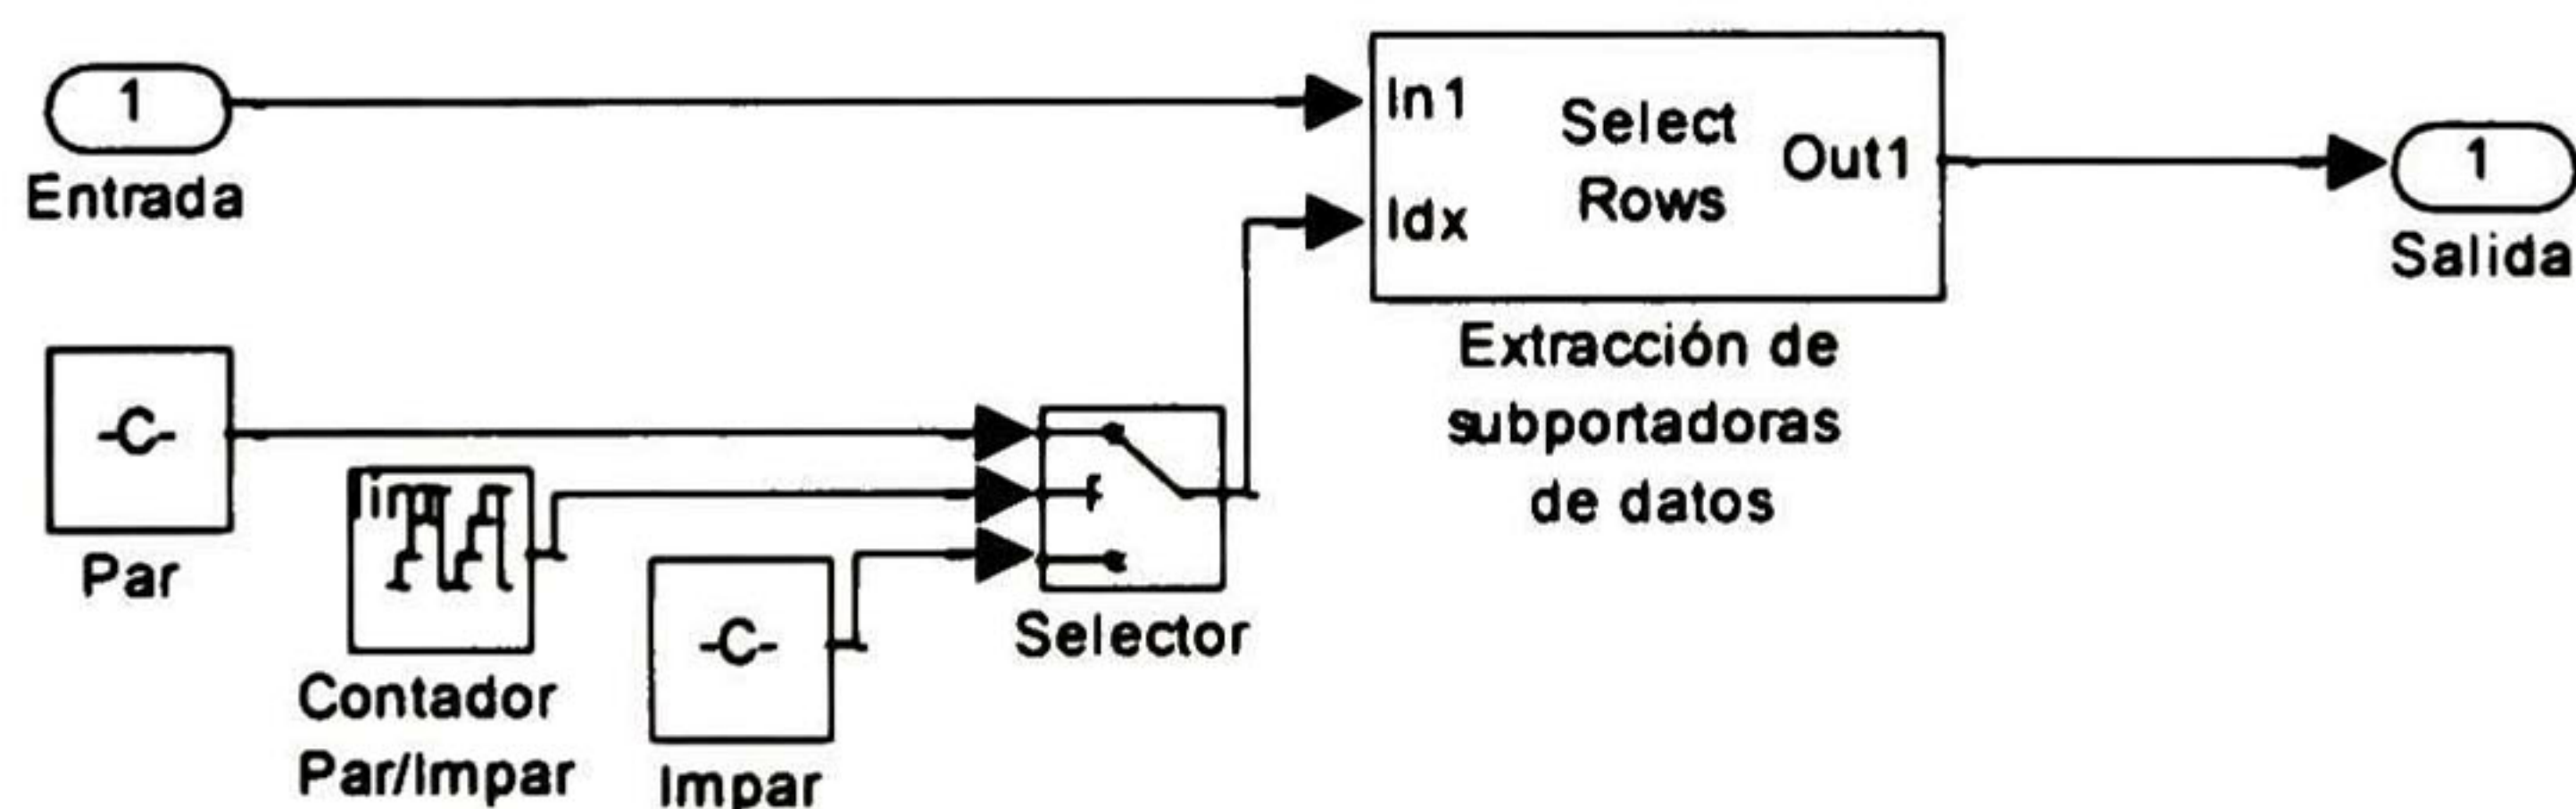 1
Entrada
In1
Idx
Select
Rows
Out1
1
Salida
Extracción de
subportadoras
de datos
-C-
Par
lim
Contador
Par/Impar
-C-
Impar
Selector